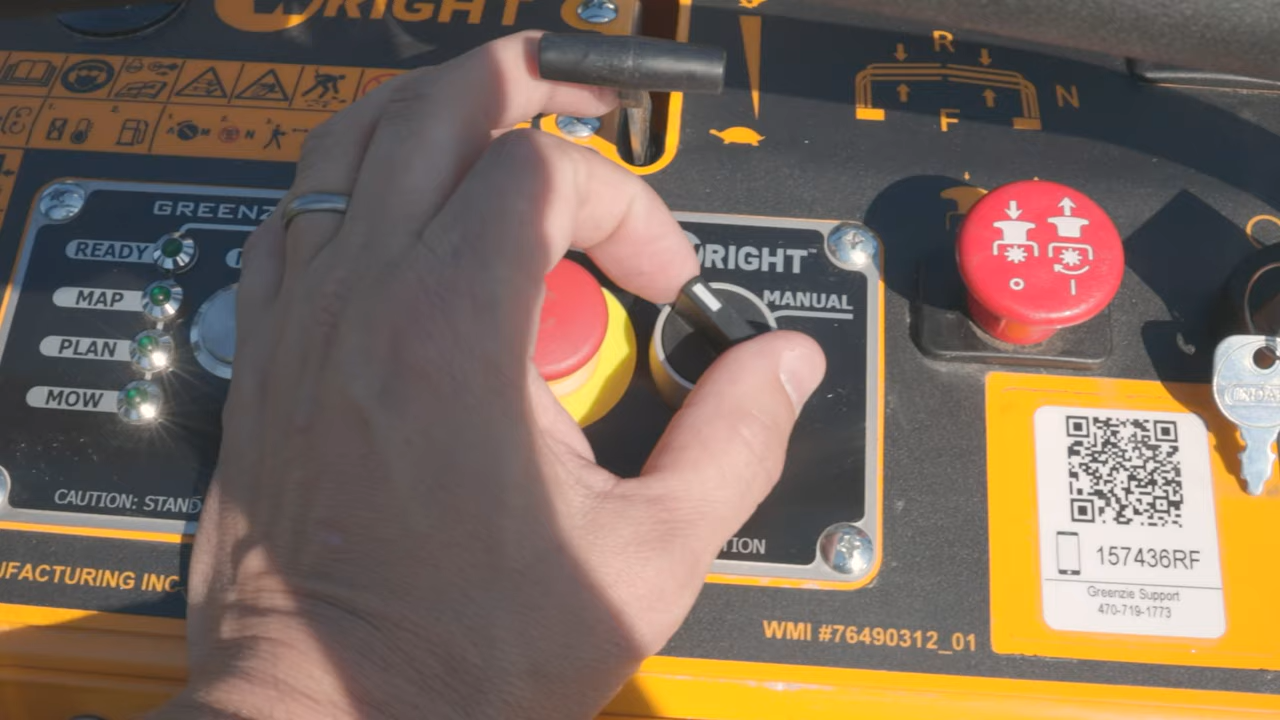 WRIGHT
R
N
F
GREENZ
READY
MAP
PLAN
MOW
WRIGHT™
MANUAL
CAUTION: STAND
TION
UFACTURING INC
WMI #76490312_01
157436RF
Greenzie Support
470-719-1773